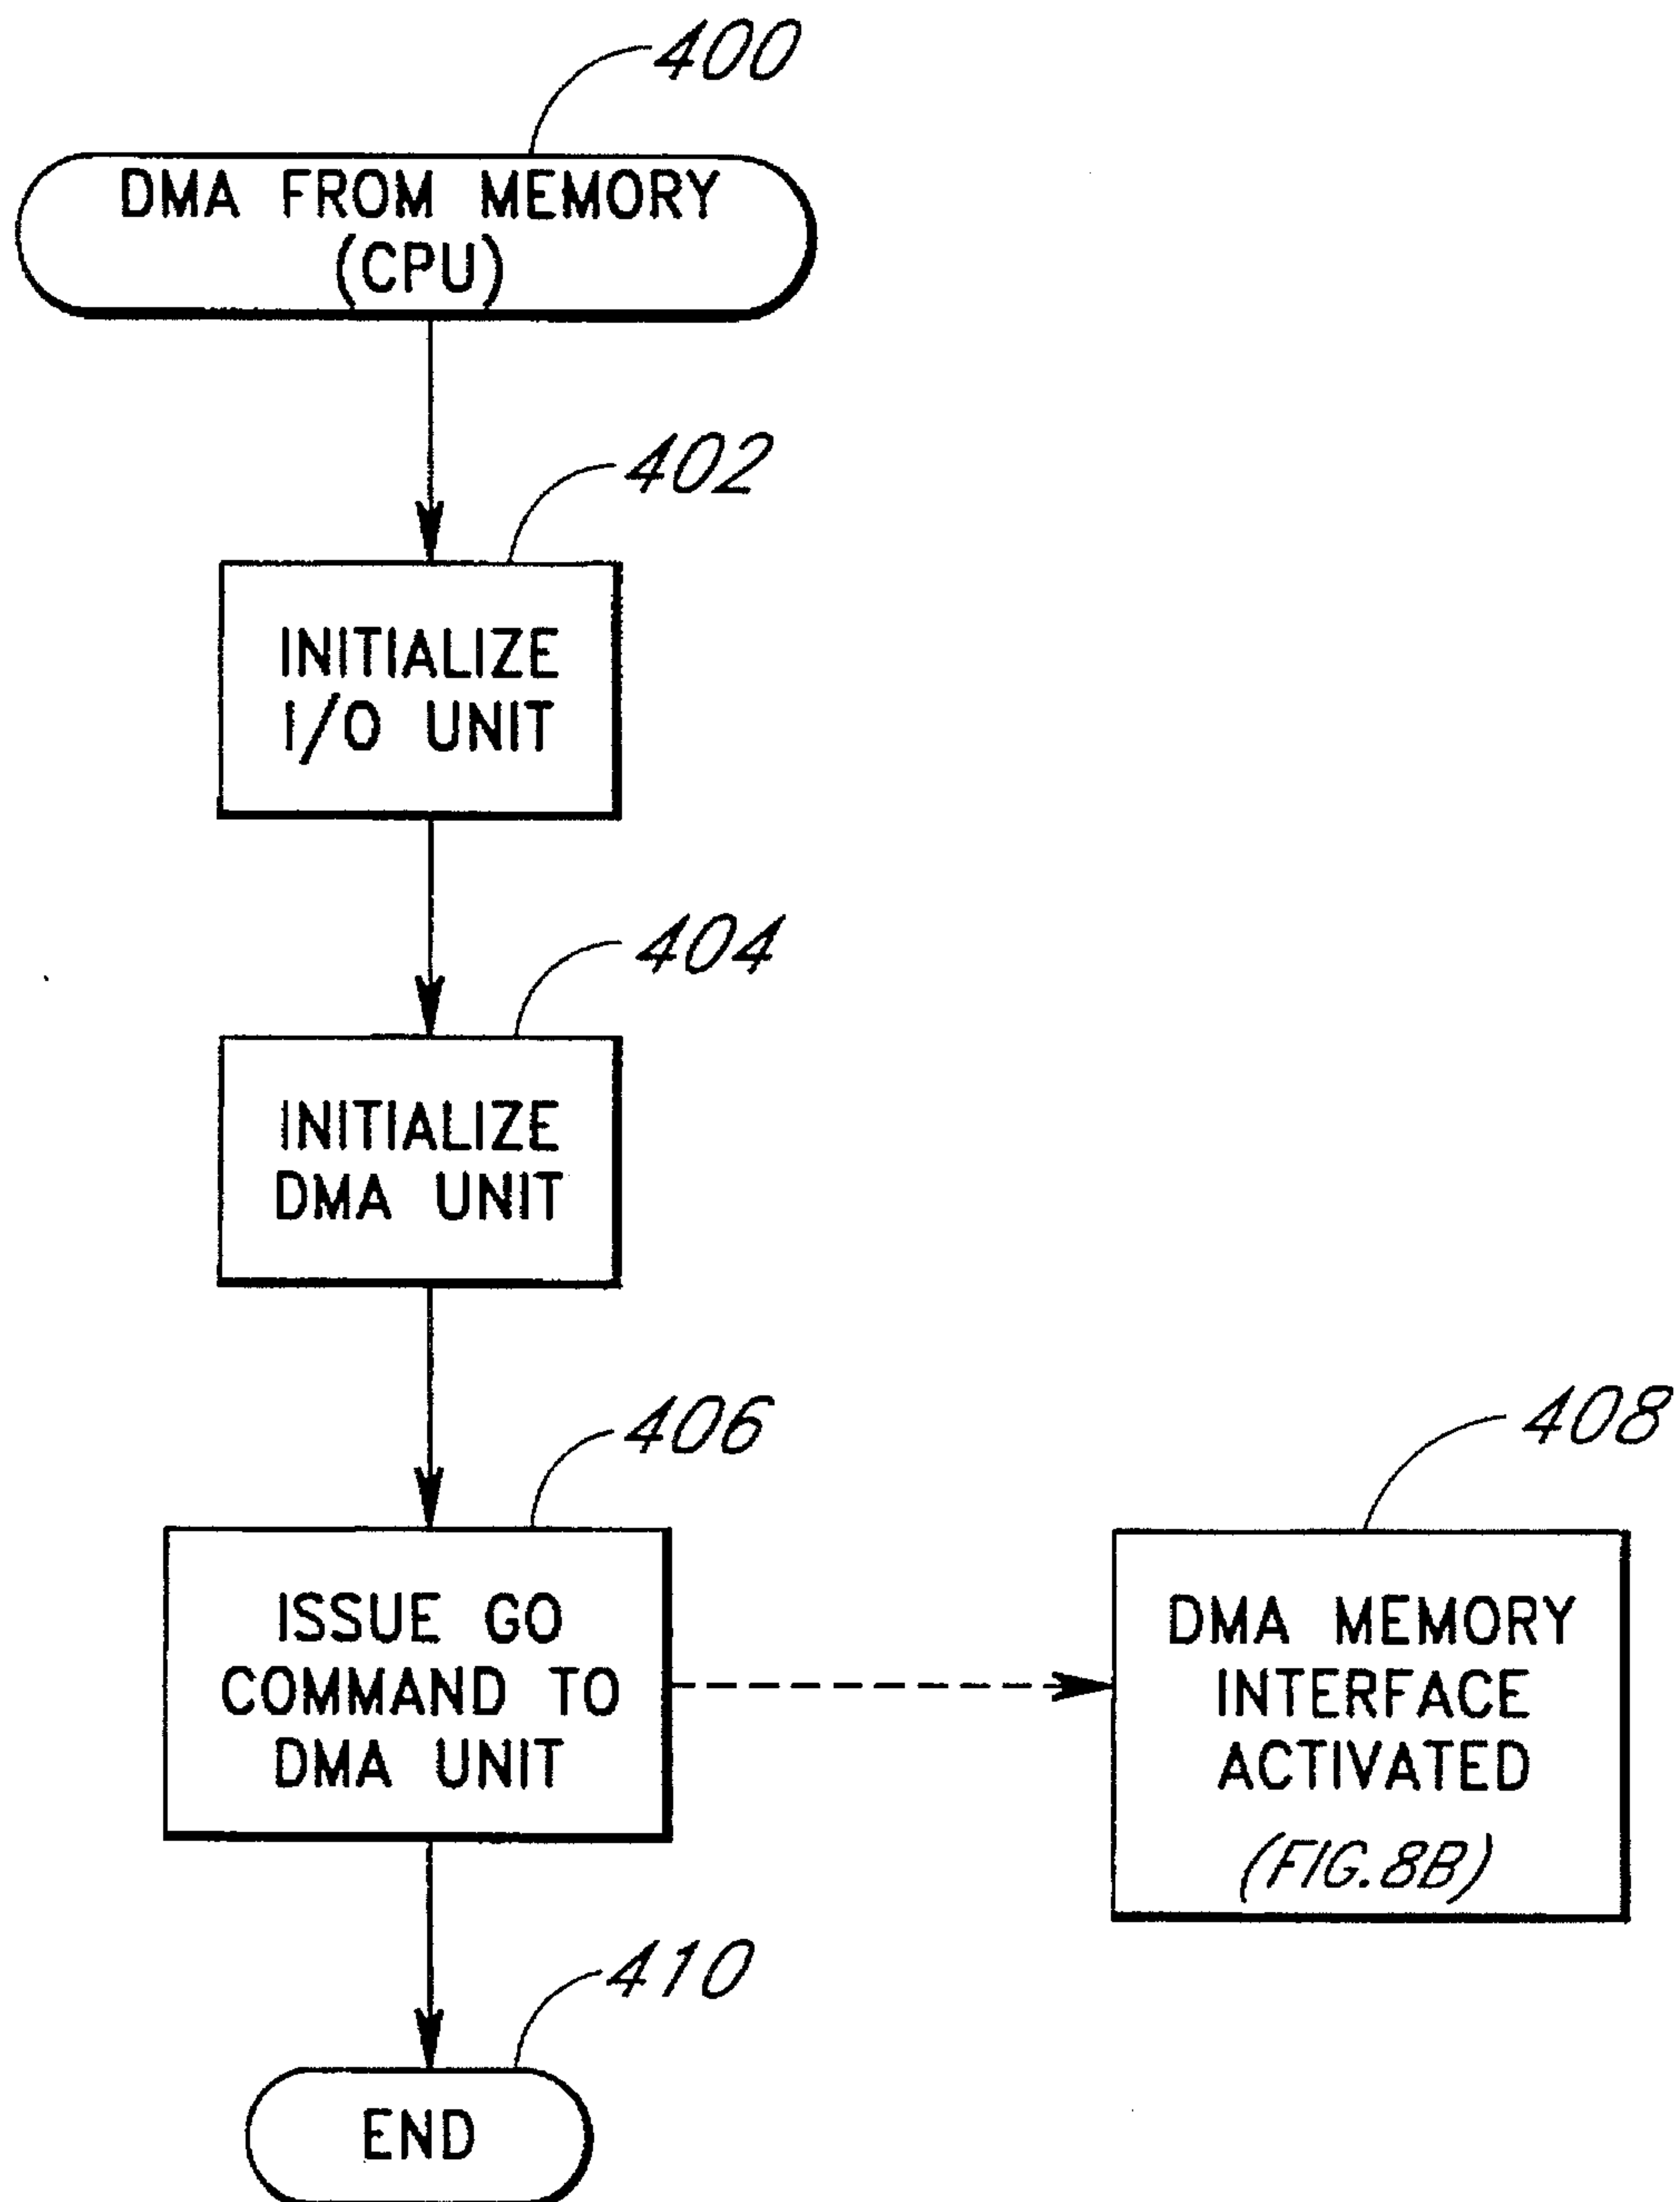 400
DMA FROM MEMORY
(CPU)
402
INITIALIZE
I/O UNIT
404
INITIALIZE
DMA UNIT
406
ISSUE GO
COMMAND TO
DMA UNIT
408
DMA MEMORY
INTERFACE
ACTIVATED
(FIG.8B)
410
END